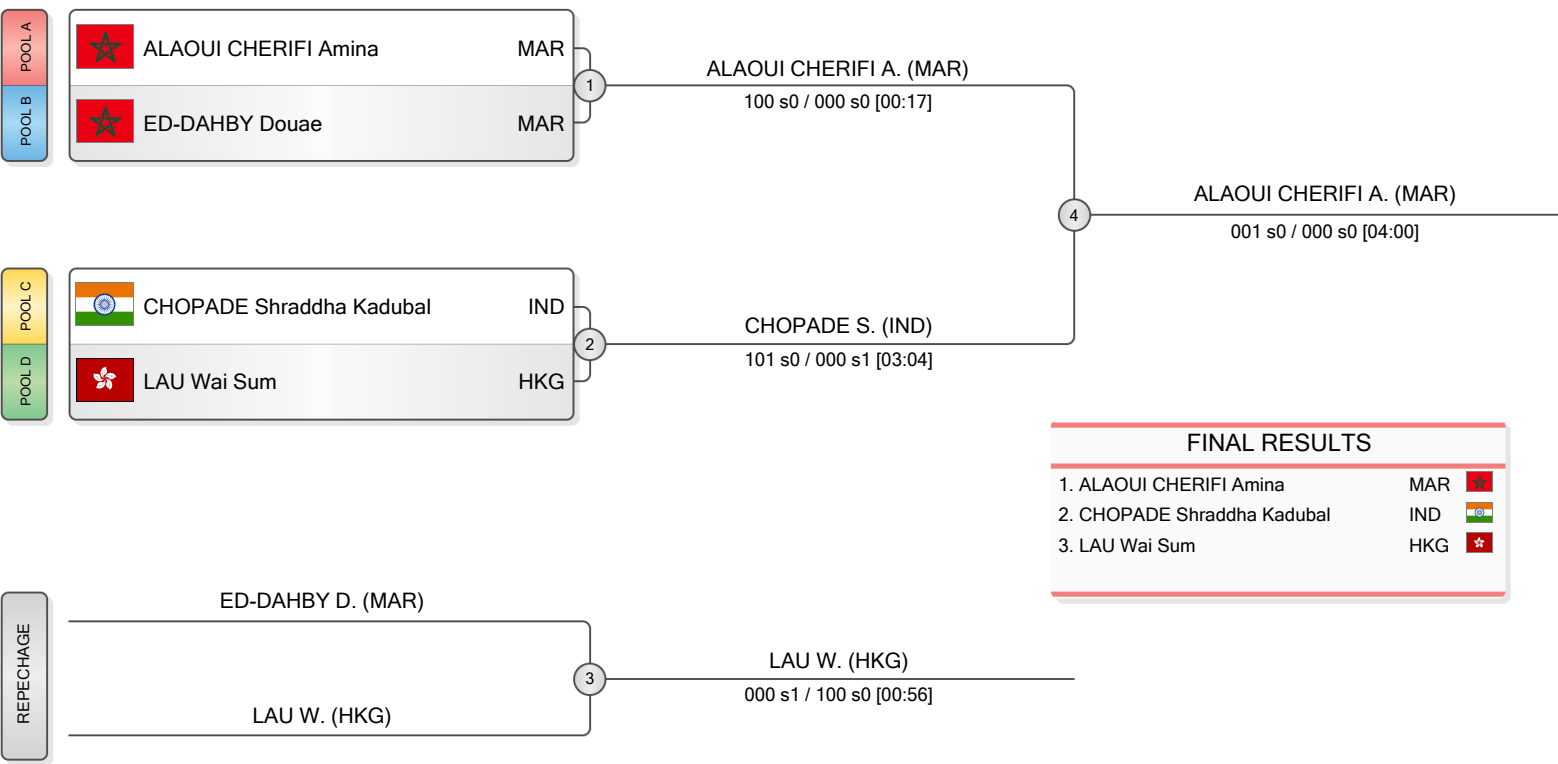 POOL A
ALAOUI CHERIFI Amina MAR
POOL B
ED-DAHBY Douae MAR
1
ALAOUI CHERIFI A. (MAR)
100 s0 / 000 s0 [00:17]
4
ALAOUI CHERIFI A. (MAR)
001 s0 / 000 s0 [04:00]
POOL C
CHOPADE Shraddha Kadubal IND
POOL D
LAU Wai Sum HKG
2
CHOPADE S. (IND)
101 s0 / 000 s1 [03:04]
FINAL RESULTS
1. ALAOUI CHERIFI Amina MAR
2. CHOPADE Shraddha Kadubal IND
3. LAU Wai Sum HKG
REPECHAGE
ED-DAHBY D. (MAR)
LAU W. (HKG)
3
LAU W. (HKG)
000 s1 / 100 s0 [00:56]